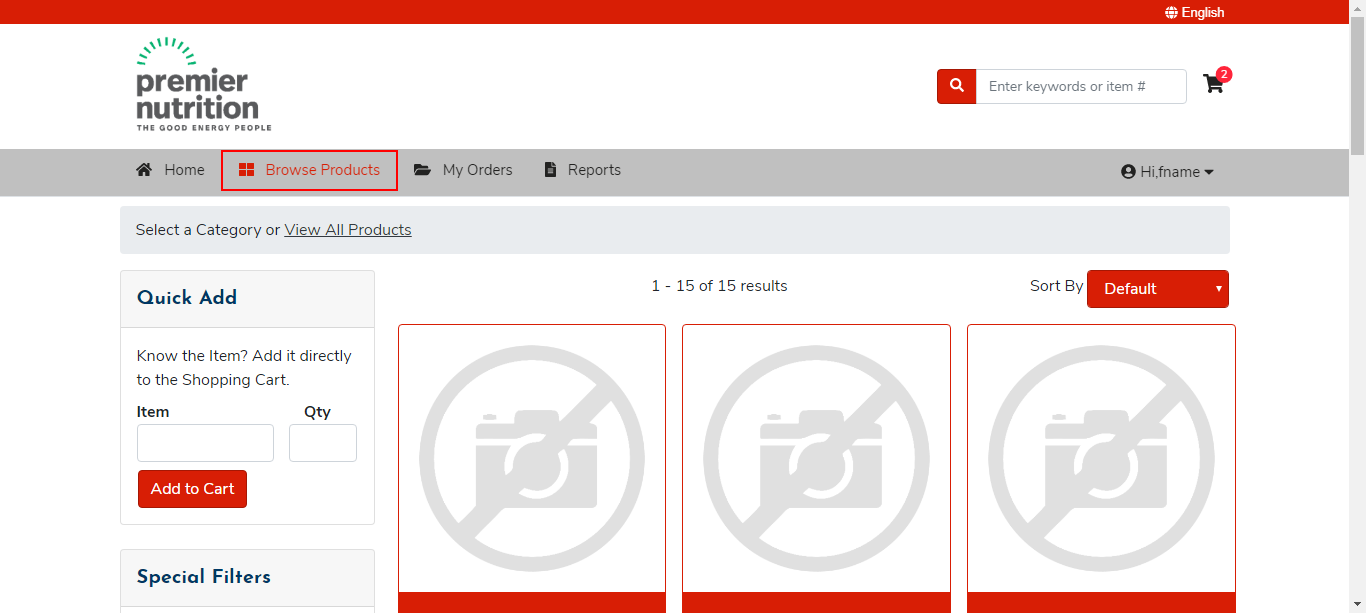 English
premier
nutrition
THE GOOD ENERGY PEOPLE
Enter keywords or item #
2
Home
Browse Products
My Orders
Reports
Hi,fname
Select a Category or View All Products
Quick Add
1 - 15 of 15 results
Sort By
Default
Know the Item? Add it directly
to the Shopping Cart.
Item
Qty
Add to Cart
Special Filters